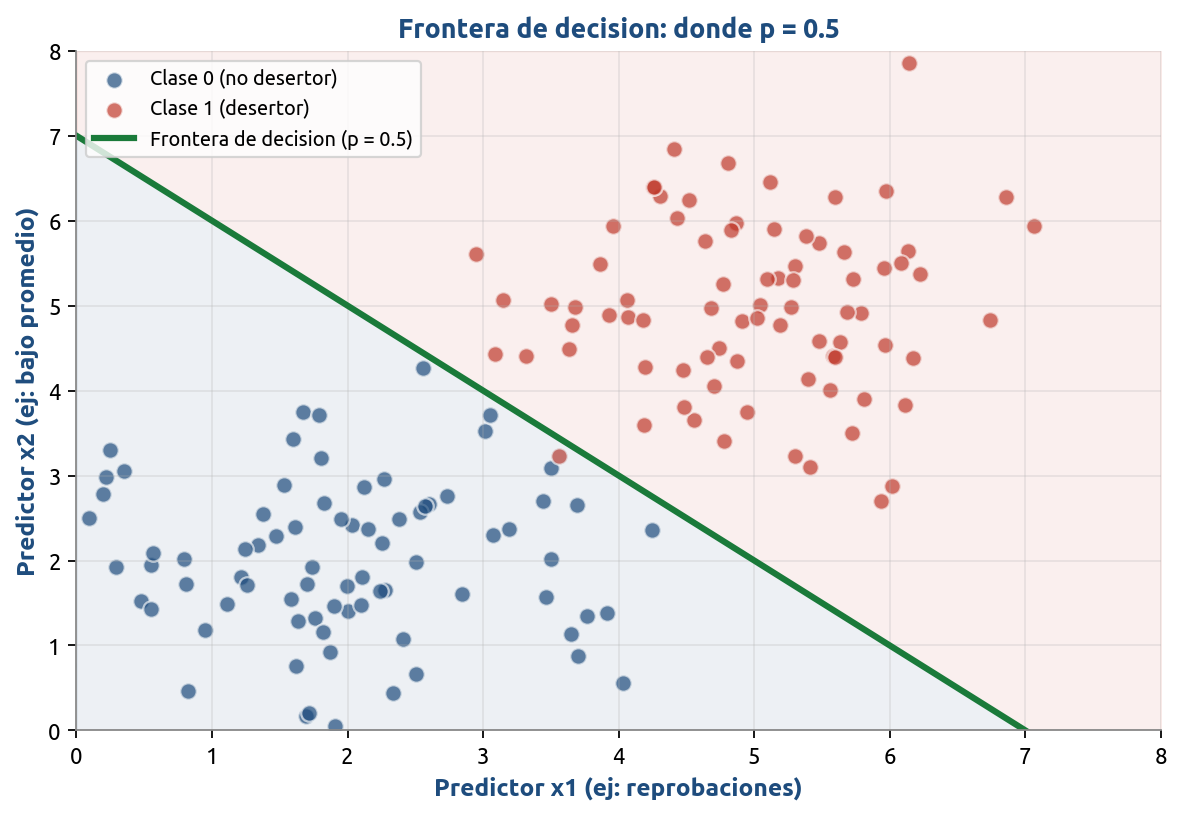 Frontera de decision: donde p = 0.5
Clase 0 (no desertor)
Clase 1 (desertor)
Frontera de decision (p = 0.5)
Predictor x2 (ej: bajo promedio)
8
7
6
5
4
3
2
1
0
0 1 2 3 4 5 6 7 8
Predictor x1 (ej: reprobaciones)